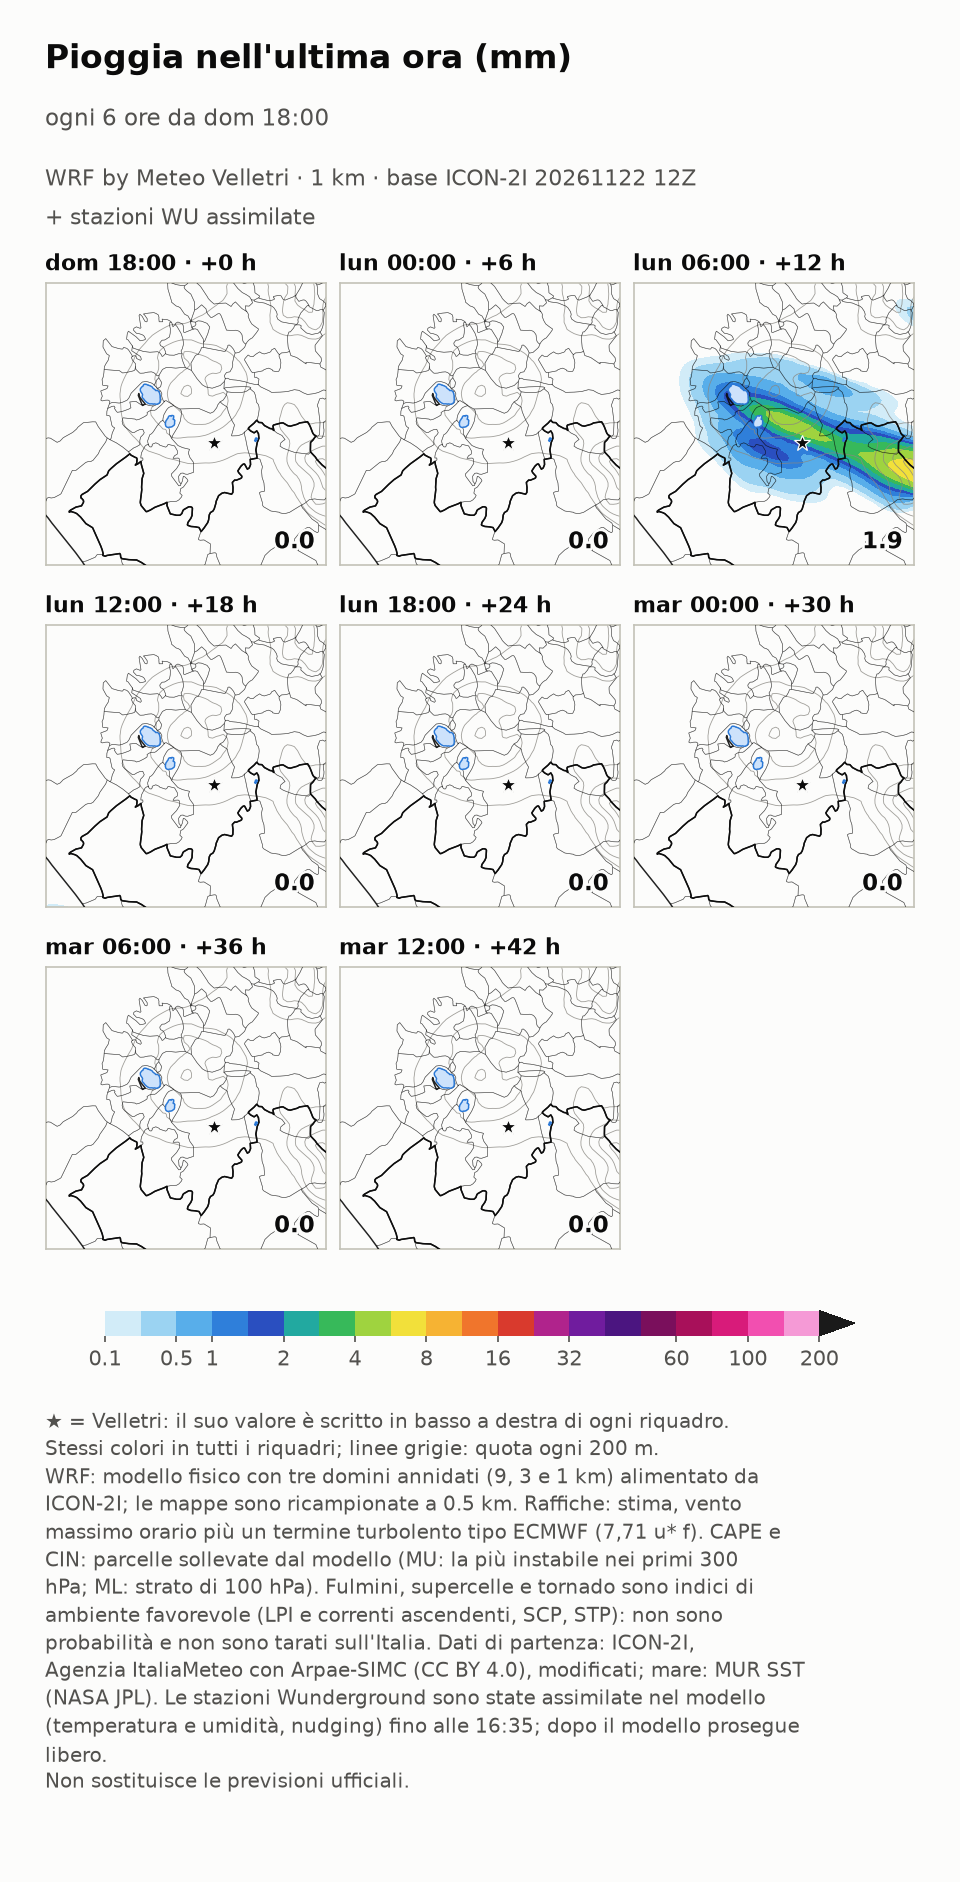 Pioggia nell'ultima ora (mm)
ogni 6 ore da dom 18:00
WRF by Meteo Velletri · 1 km · base ICON-2I 20261122 12Z
+ stazioni WU assimilate
dom 18:00 · +0 h
lun 00:00 · +6 h
lun 06:00 · +12 h
0.0
0.0
1.9
lun 12:00 · +18 h
lun 18:00 · +24 h
mar 00:00 · +30 h
0.0
0.0
0.0
mar 06:00 · +36 h
mar 12:00 · +42 h
0.0
0.0
0.1 0.5 1 2 4 8 16 32 60 100 200
★ = Velletri: il suo valore è scritto in basso a destra di ogni riquadro.
Stessi colori in tutti i riquadri; linee grigie: quota ogni 200 m.
WRF: modello fisico con tre domini annidati (9, 3 e 1 km) alimentato da
ICON-2I; le mappe sono ricampionate a 0.5 km. Raffiche: stima, vento
massimo orario più un termine turbolento tipo ECMWF (7,71 u* f). CAPE e
CIN: parcelle sollevate dal modello (MU: la più instabile nei primi 300
hPa; ML: strato di 100 hPa). Fulmini, supercelle e tornado sono indici di
ambiente favorevole (LPI e correnti ascendenti, SCP, STP): non sono
probabilità e non sono tarati sull'Italia. Dati di partenza: ICON-2I,
Agenzia ItaliaMeteo con Arpae-SIMC (CC BY 4.0), modificati; mare: MUR SST
(NASA JPL). Le stazioni Wunderground sono state assimilate nel modello
(temperatura e umidità, nudging) fino alle 16:35; dopo il modello prosegue
libero.
Non sostituisce le previsioni ufficiali.